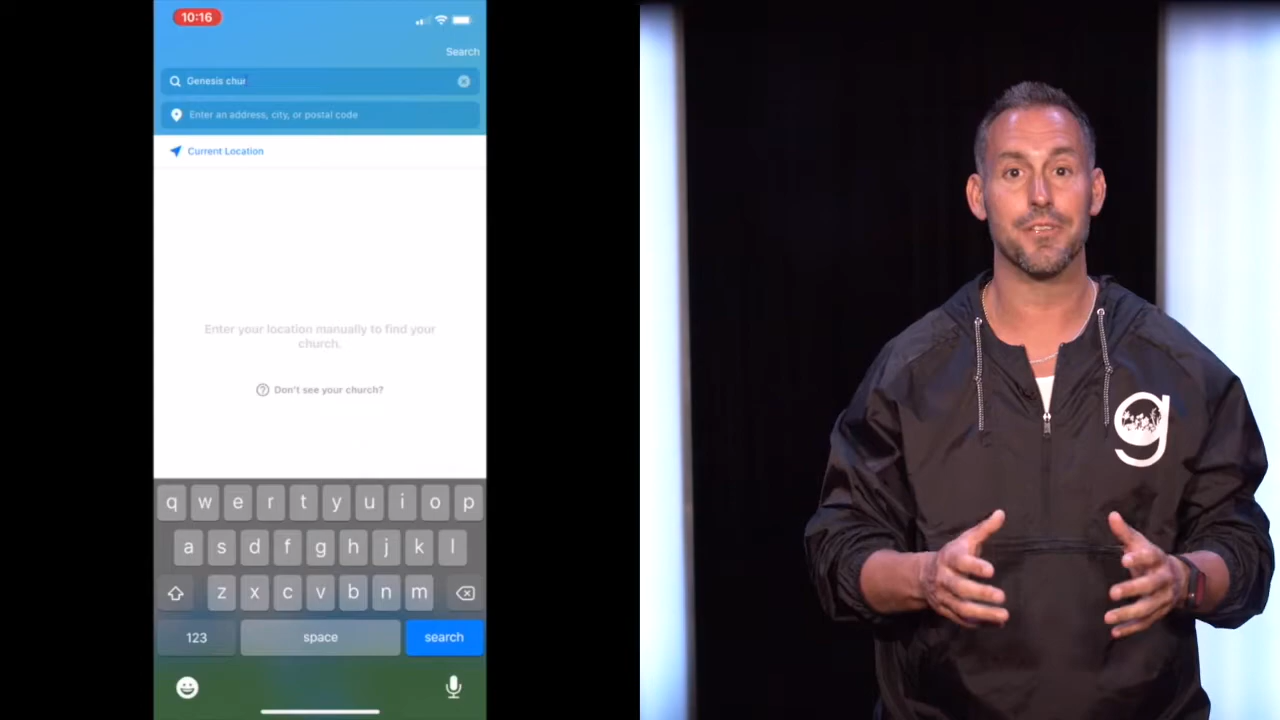 10:16
Search
Genesis chur
Enter an address, city, or postal code
Current Location
Enter your location manually to find your
church.
Don't see your church?
q w e r t y u i o p
a s d f g h j k l
z x c v b n m
123 space search
g